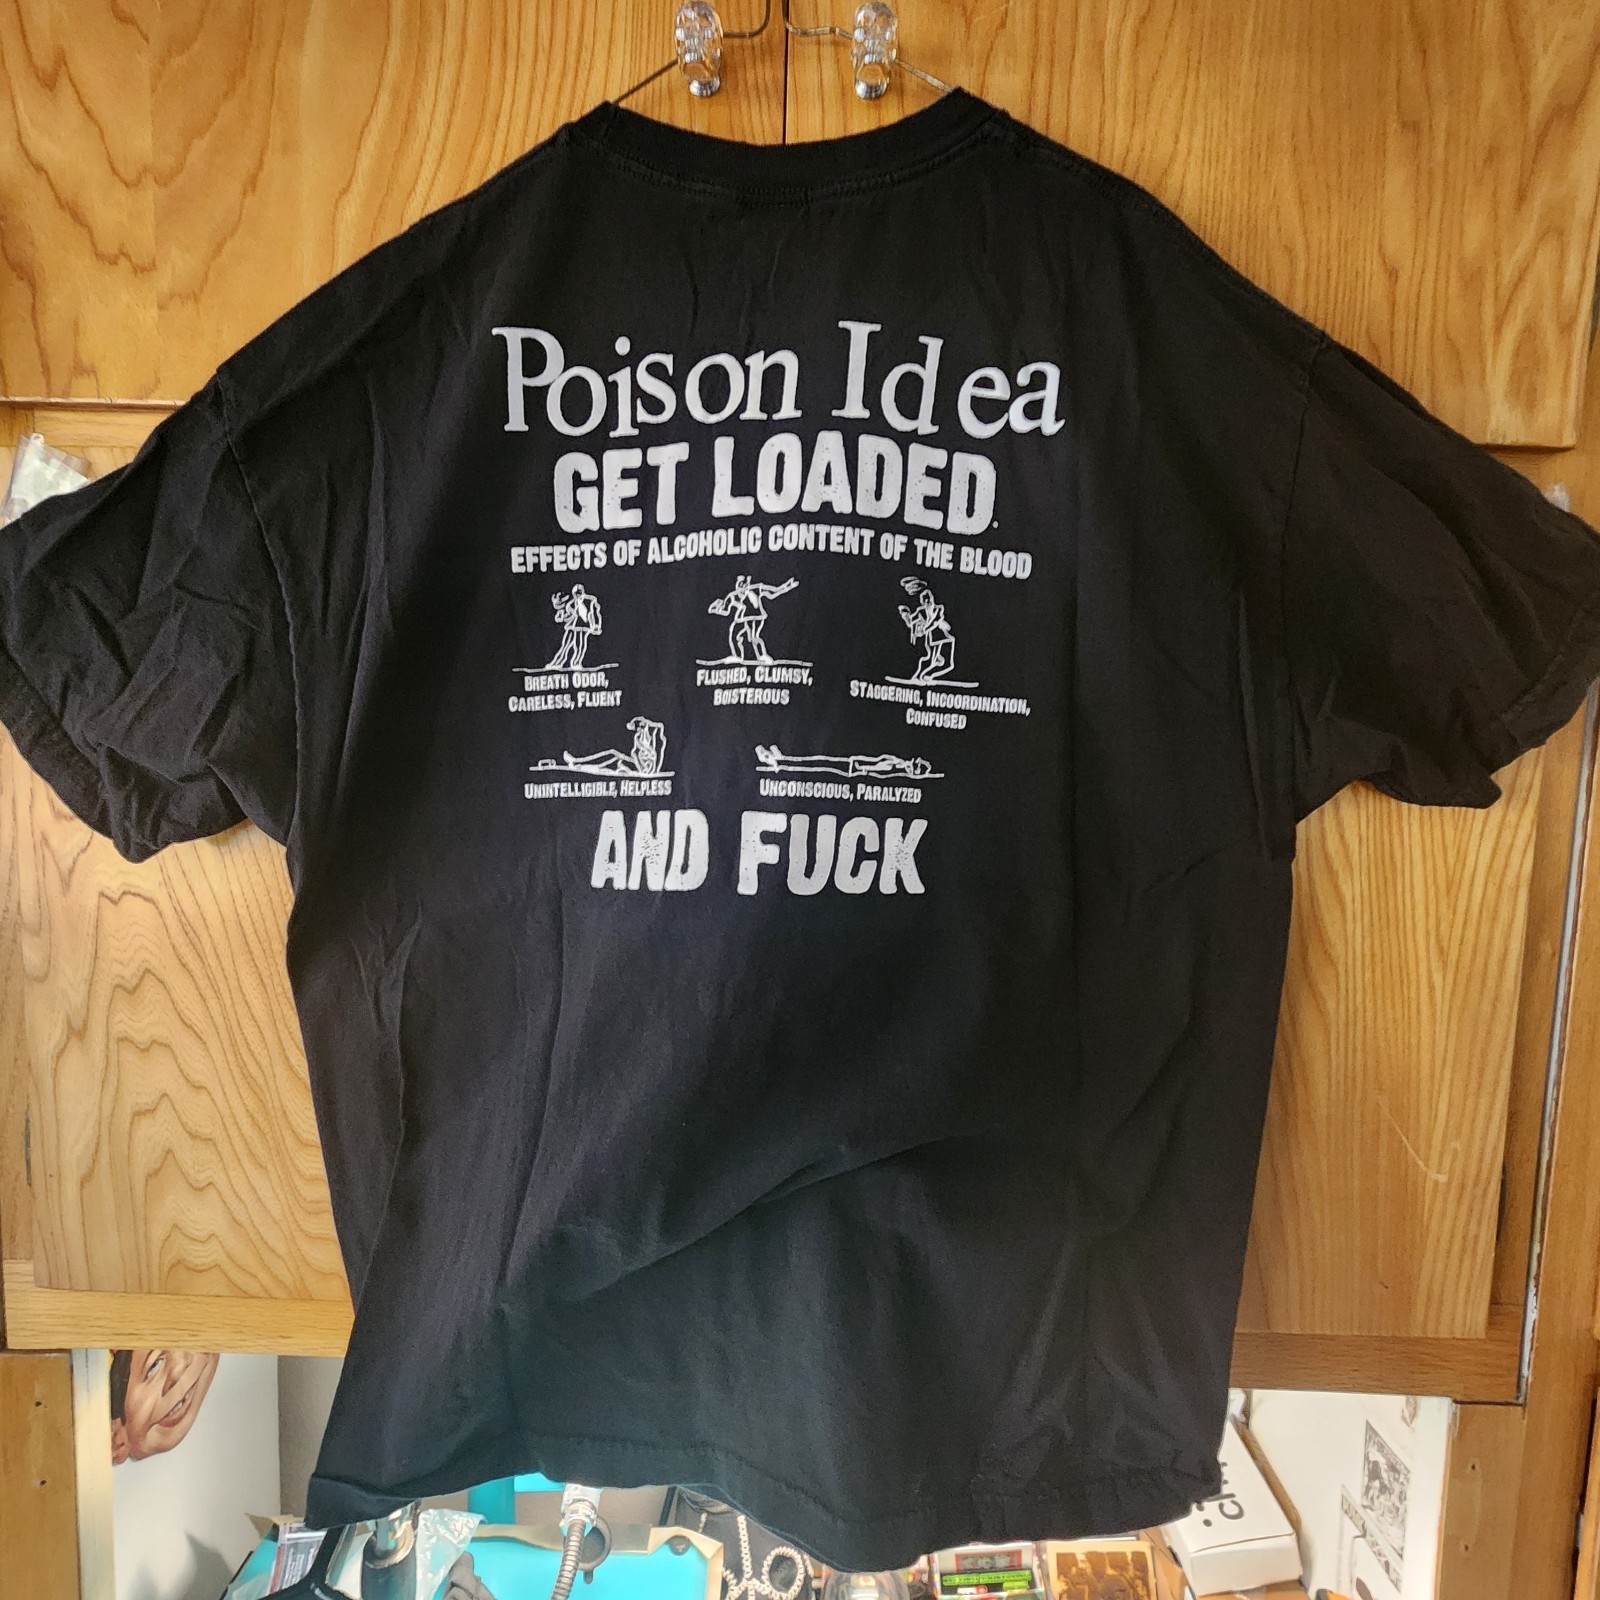 Poison Idea
GET LOADED.
EFFECTS OF ALCOHOLIC CONTENT OF THE BLOOD
BREATH ODOR,
CARELESS, FLUENT
FLUSHED, CLUMSY,
BOISTEROUS
STAGGERING, INCOORDINATION,
CONFUSED
UNINTELLIGIBLE, HELPLESS
UNCONSCIOUS, PARALYZED
AND FUCK